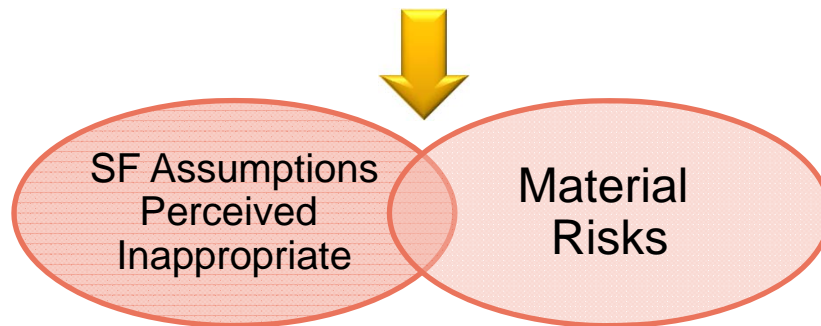 SF Assumptions
Perceived
Inappropriate
Material
Risks